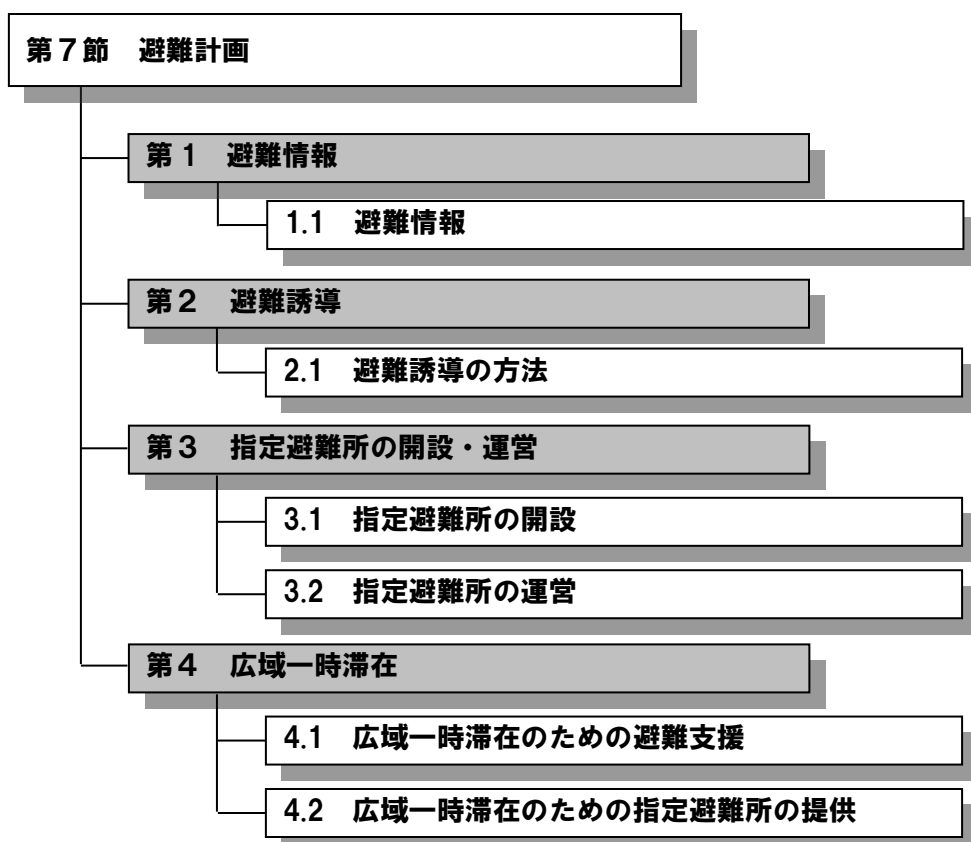 第７節　避難計画
第１　避難情報
1.1　避難情報
第２　避難誘導
2.1　避難誘導の方法
第３　指定避難所の開設・運営
3.1　指定避難所の開設
3.2　指定避難所の運営
第４　広域一時滞在
4.1　広域一時滞在のための避難支援
4.2　広域一時滞在のための指定避難所の提供